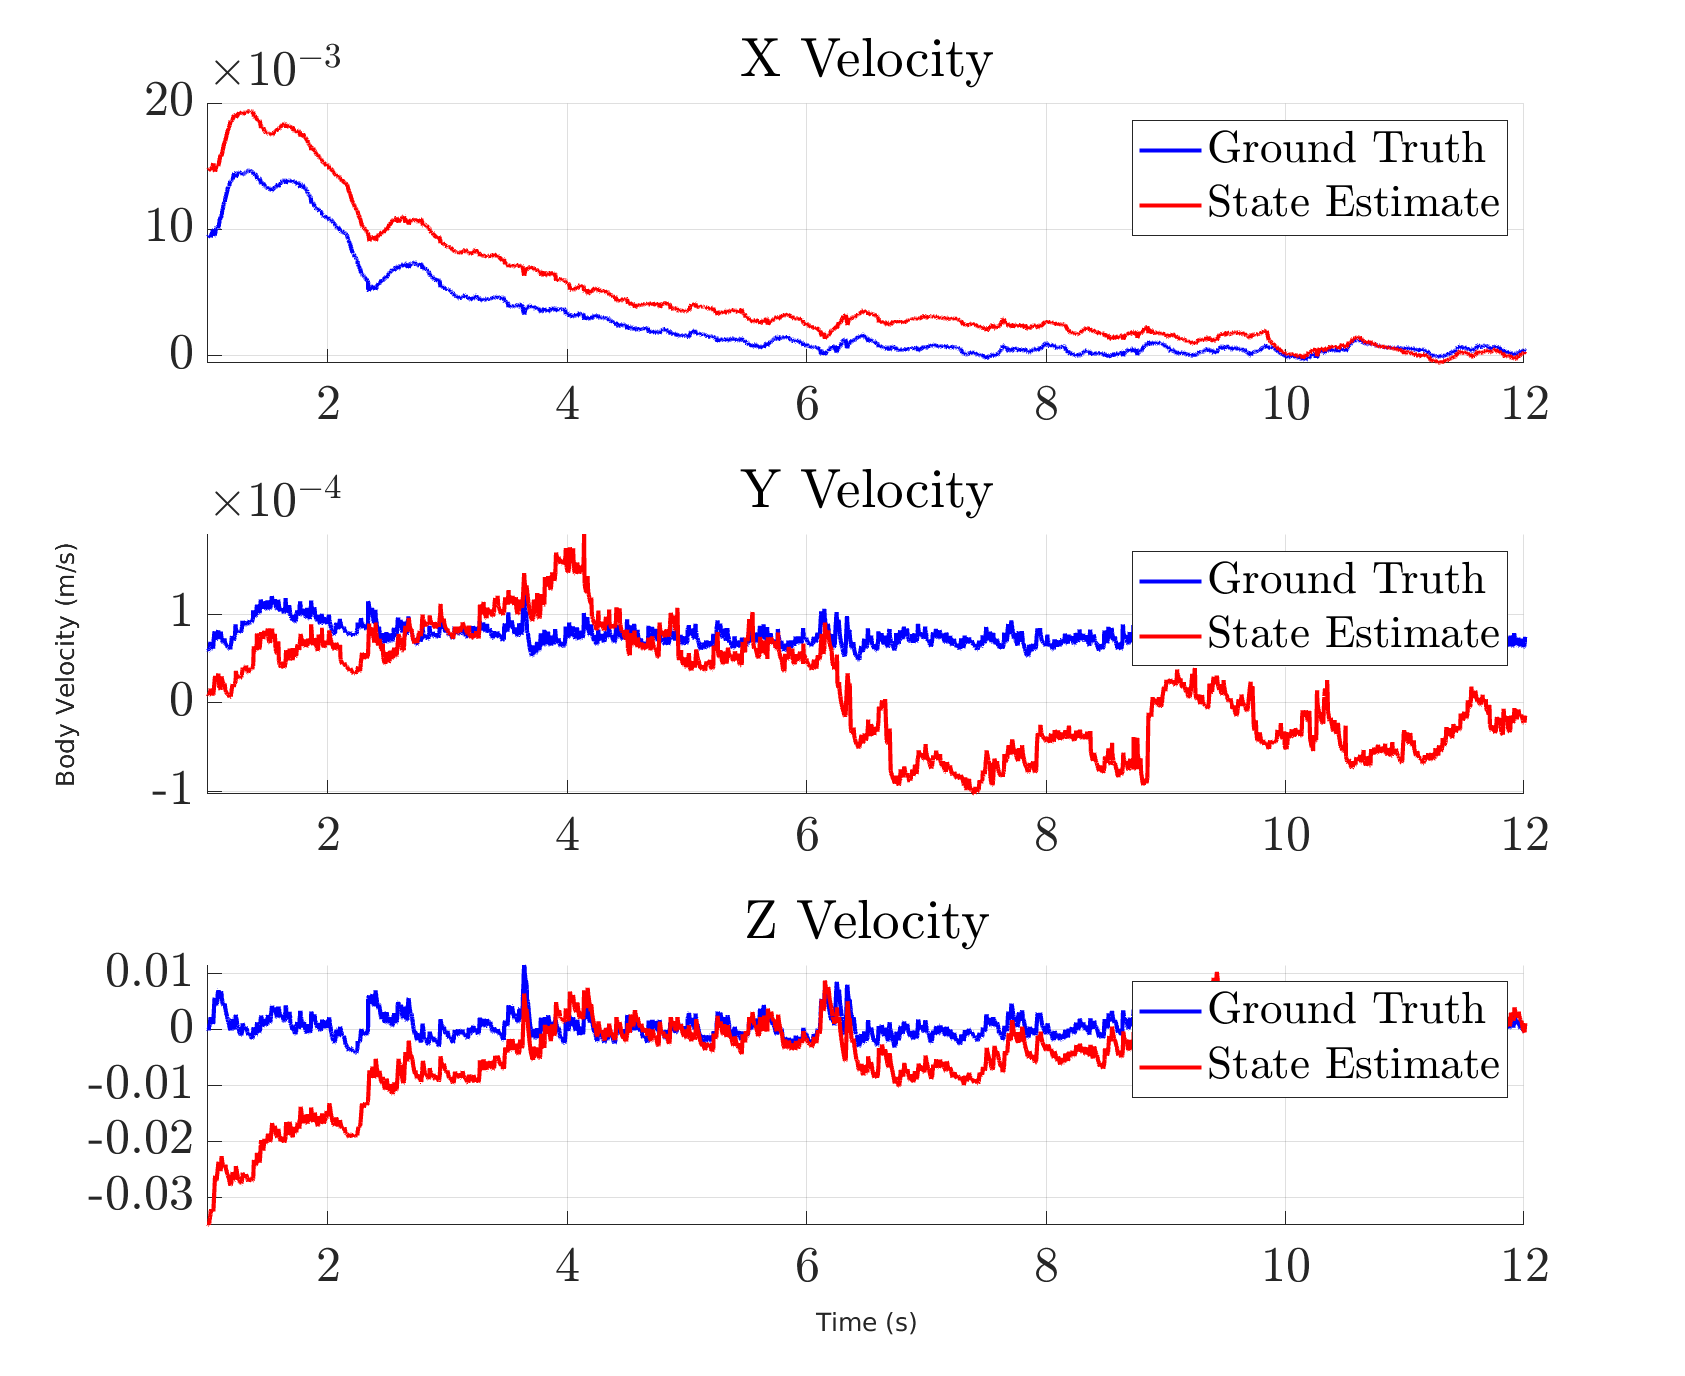 X Velocity
×10⁻³
20
10
0
Ground Truth
State Estimate
2 4 6 8 10 12
Y Velocity
×10⁻⁴
1
0
-1
Ground Truth
State Estimate
2 4 6 8 10 12
Body Velocity (m/s)
Z Velocity
0.01
0
-0.01
-0.02
-0.03
Ground Truth
State Estimate
2 4 6 8 10 12
Time (s)